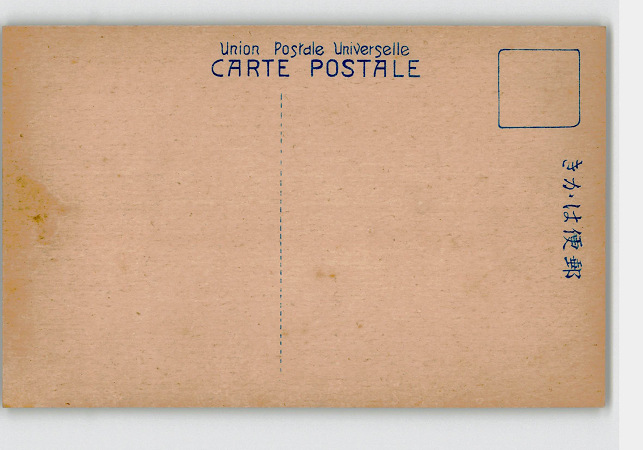 Union Postale Universelle
CARTE POSTALE
きかは便郵